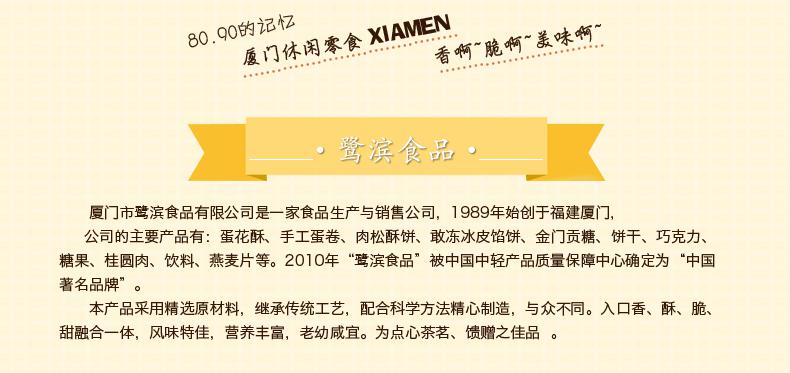 80.90的记忆
厦门休闲零食 XIAMEN
香啊~脆啊~美味啊~
·鹭滨食品·
厦门市鹭滨食品有限公司是一家食品生产与销售公司，1989年始创于福建厦门，
公司的主要产品有：蛋花酥、手工蛋卷、肉松酥饼、敢冻冰皮馅饼、金门贡糖、饼干、巧克力、
糖果、桂圆肉、饮料、燕麦片等。2010年“鹭滨食品”被中国中轻产品质量保障中心确定为“中国
著名品牌”。
本产品采用精选原材料，继承传统工艺，配合科学方法精心制造，与众不同。入口香、酥、脆、
甜融合一体，风味特佳，营养丰富，老幼咸宜。为点心茶茗、馈赠之佳品 。